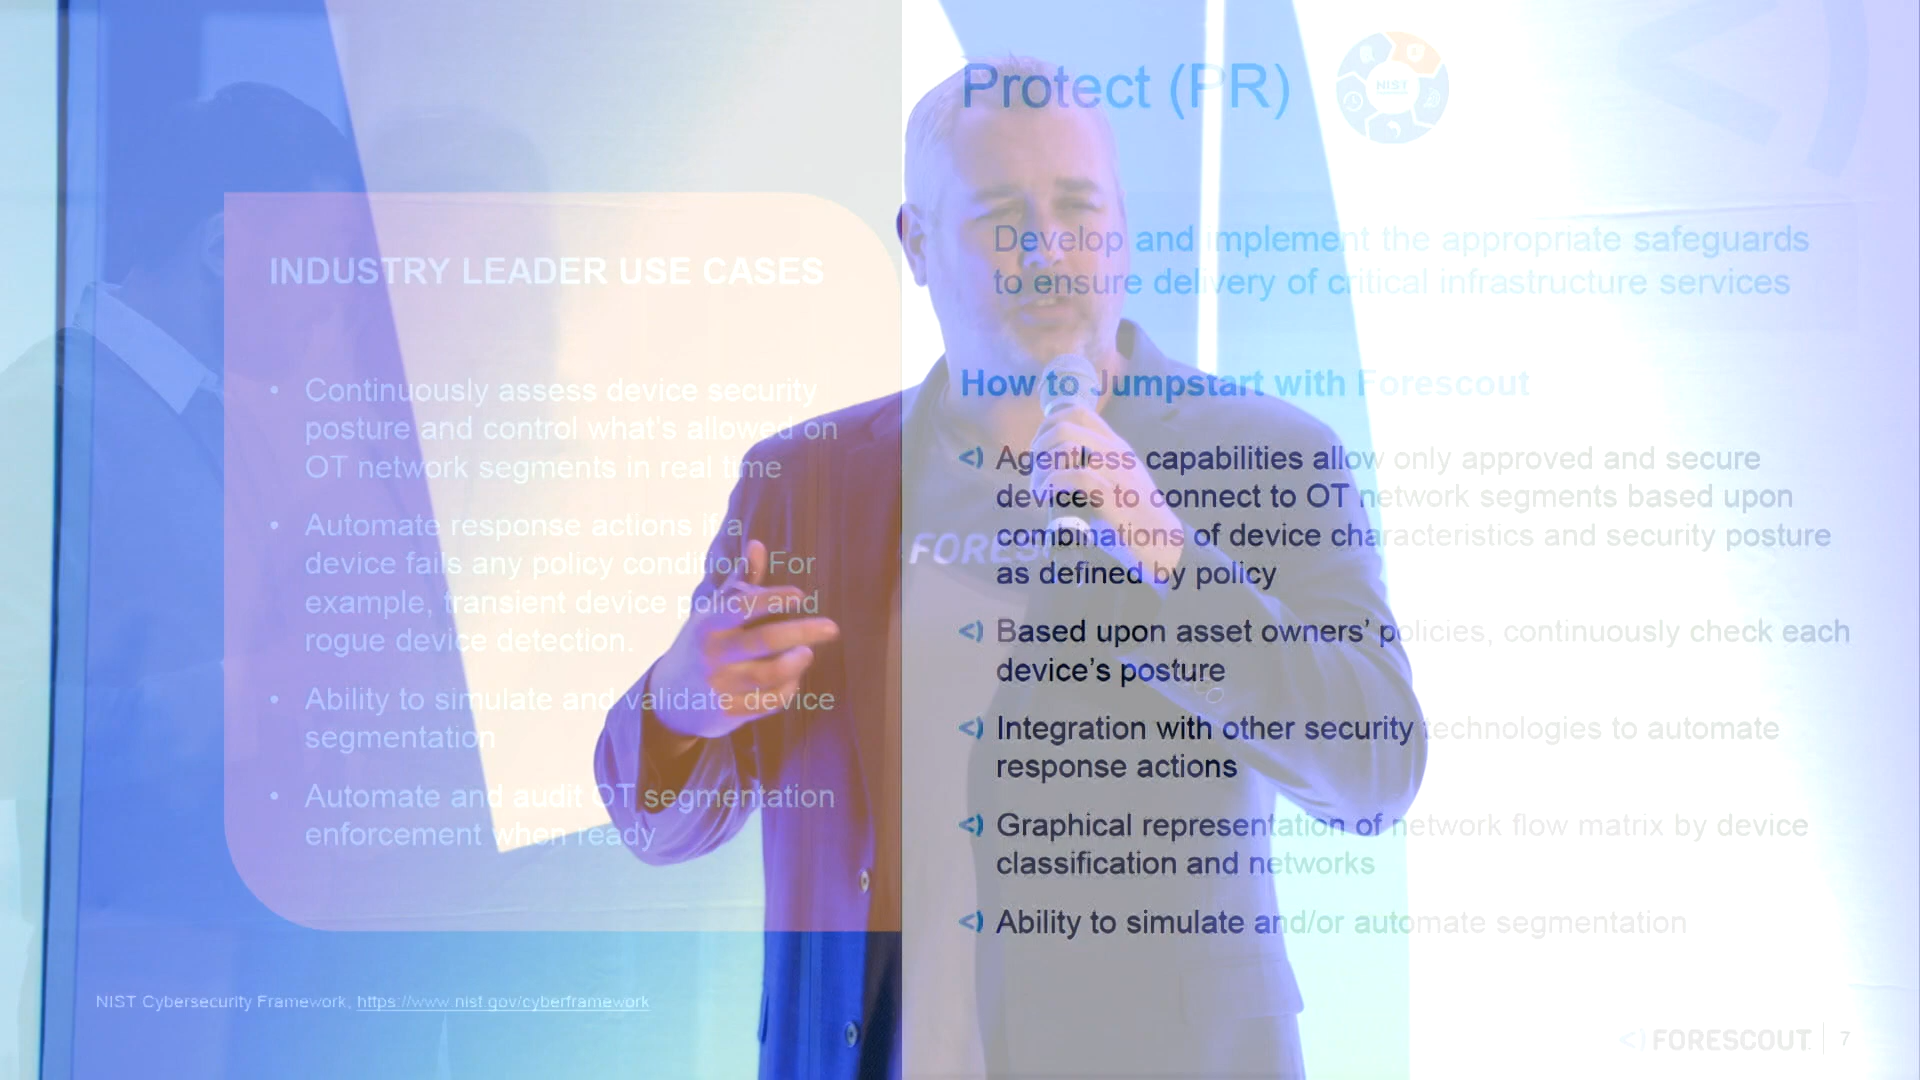 Protect (PR)
NIST
INDUSTRY LEADER USE CASES
Continuously assess device security
posture and control what's allowed on
OT network segments in real time
Automate response actions if a
device fails any policy condition. For
example, transient device policy and
rogue device detection.
Ability to simulate and validate device
segmentation
Automate and audit OT segmentation
enforcement when ready
Develop and implement the appropriate safeguards
to ensure delivery of critical infrastructure services
How to Jumpstart with Forescout
Agentless capabilities allow only approved and secure
devices to connect to OT network segments based upon
combinations of device characteristics and security posture
as defined by policy
Based upon asset owners’ policies, continuously check each
device’s posture
Integration with other security technologies to automate
response actions
Graphical representation of network flow matrix by device
classification and networks
Ability to simulate and/or automate segmentation
NIST Cybersecurity Framework, https://www.nist.gov/cyberframework
FORESCOUT
7